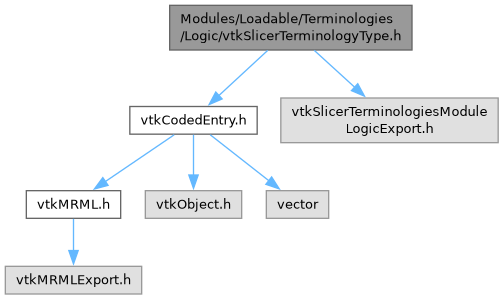 Modules/Loadable/Terminologies
/Logic/vtkSlicerTerminologyType.h
vtkCodedEntry.h
vtkSlicerTerminologiesModule
LogicExport.h
vtkMRML.h
vtkObject.h
vector
vtkMRMLExport.h